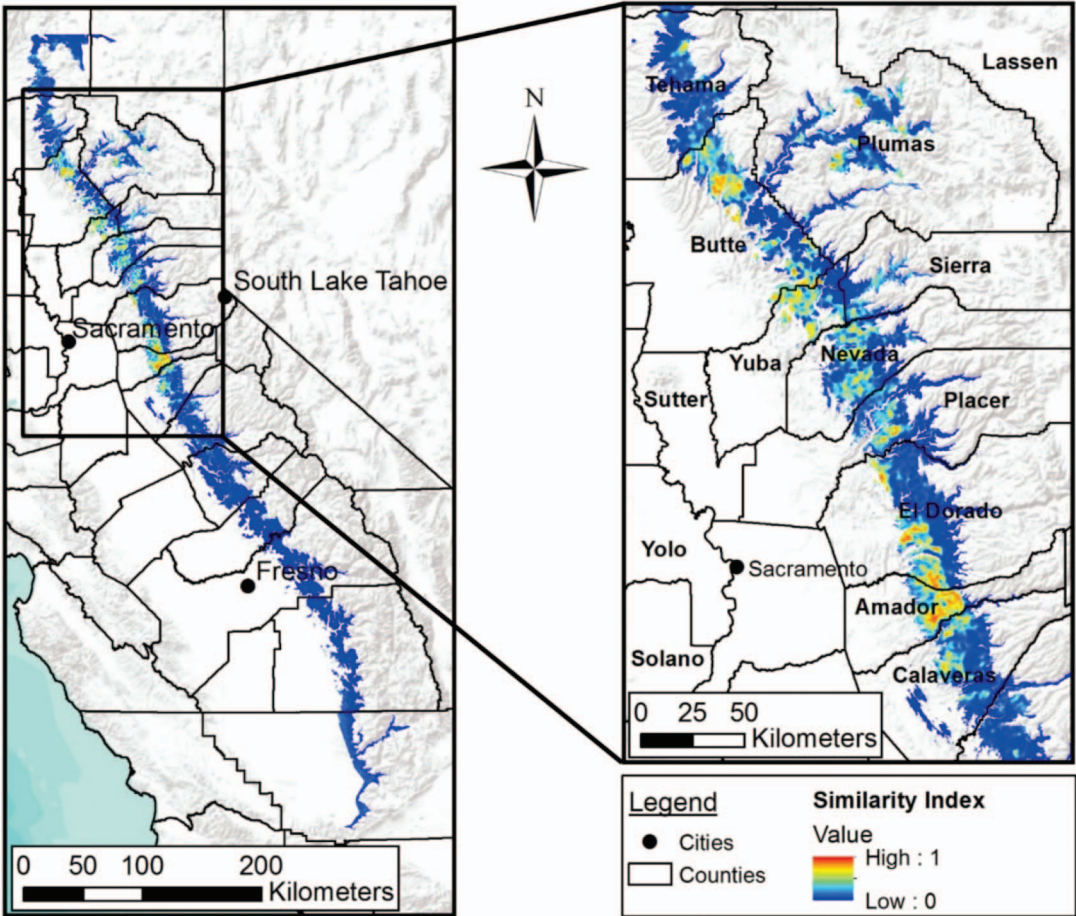 South Lake Tahoe
Sacramento
Fresno
0 50 100 200
Kilometers
N
Lassen
Tehama
Plumas
Butte
Sierra
Yuba
Nevada
Sutter
Placer
El Dorado
Yolo
Sacramento
Amador
Solano
Calaveras
0 25 50
Kilometers
Legend
Cities
Counties
Similarity Index
Value
High : 1
Low : 0